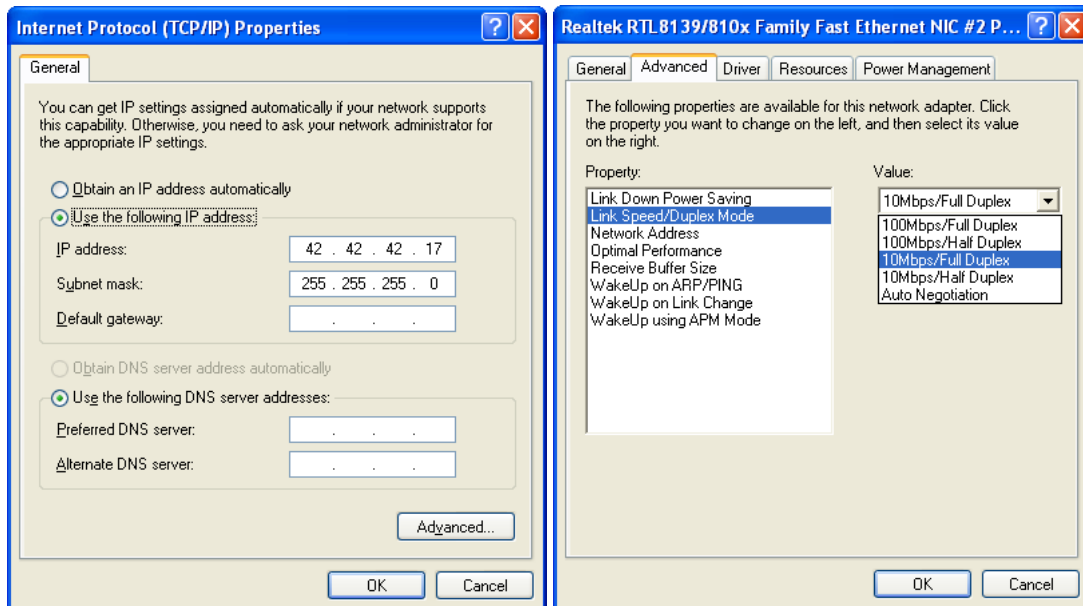 Internet Protocol (TCP/IP) Properties
General
You can get IP settings assigned automatically if your network supports
this capability. Otherwise, you need to ask your network administrator for
the appropriate IP settings.
Obtain an IP address automatically
Use the following IP address:
IP address: 42 . 42 . 42 . 17
Subnet mask: 255 . 255 . 255 . 0
Default gateway: . . .
Obtain DNS server address automatically
Use the following DNS server addresses:
Preferred DNS server: . . .
Alternate DNS server: . . .
Advanced...
OK Cancel
Realtek RTL8139/810x Family Fast Ethernet NIC #2 P...
General Advanced Driver Resources Power Management
The following properties are available for this network adapter. Click
the property you want to change on the left, and then select its value
on the right.
Property:
Link Down Power Saving
Link Speed/Duplex Mode
Network Address
Optimal Performance
Receive Buffer Size
WakeUp on ARP/PING
WakeUp on Link Change
WakeUp using APM Mode
Value:
10Mbps/Full Duplex
100Mbps/Full Duplex
100Mbps/Half Duplex
10Mbps/Full Duplex
10Mbps/Half Duplex
Auto Negotiation
OK Cancel